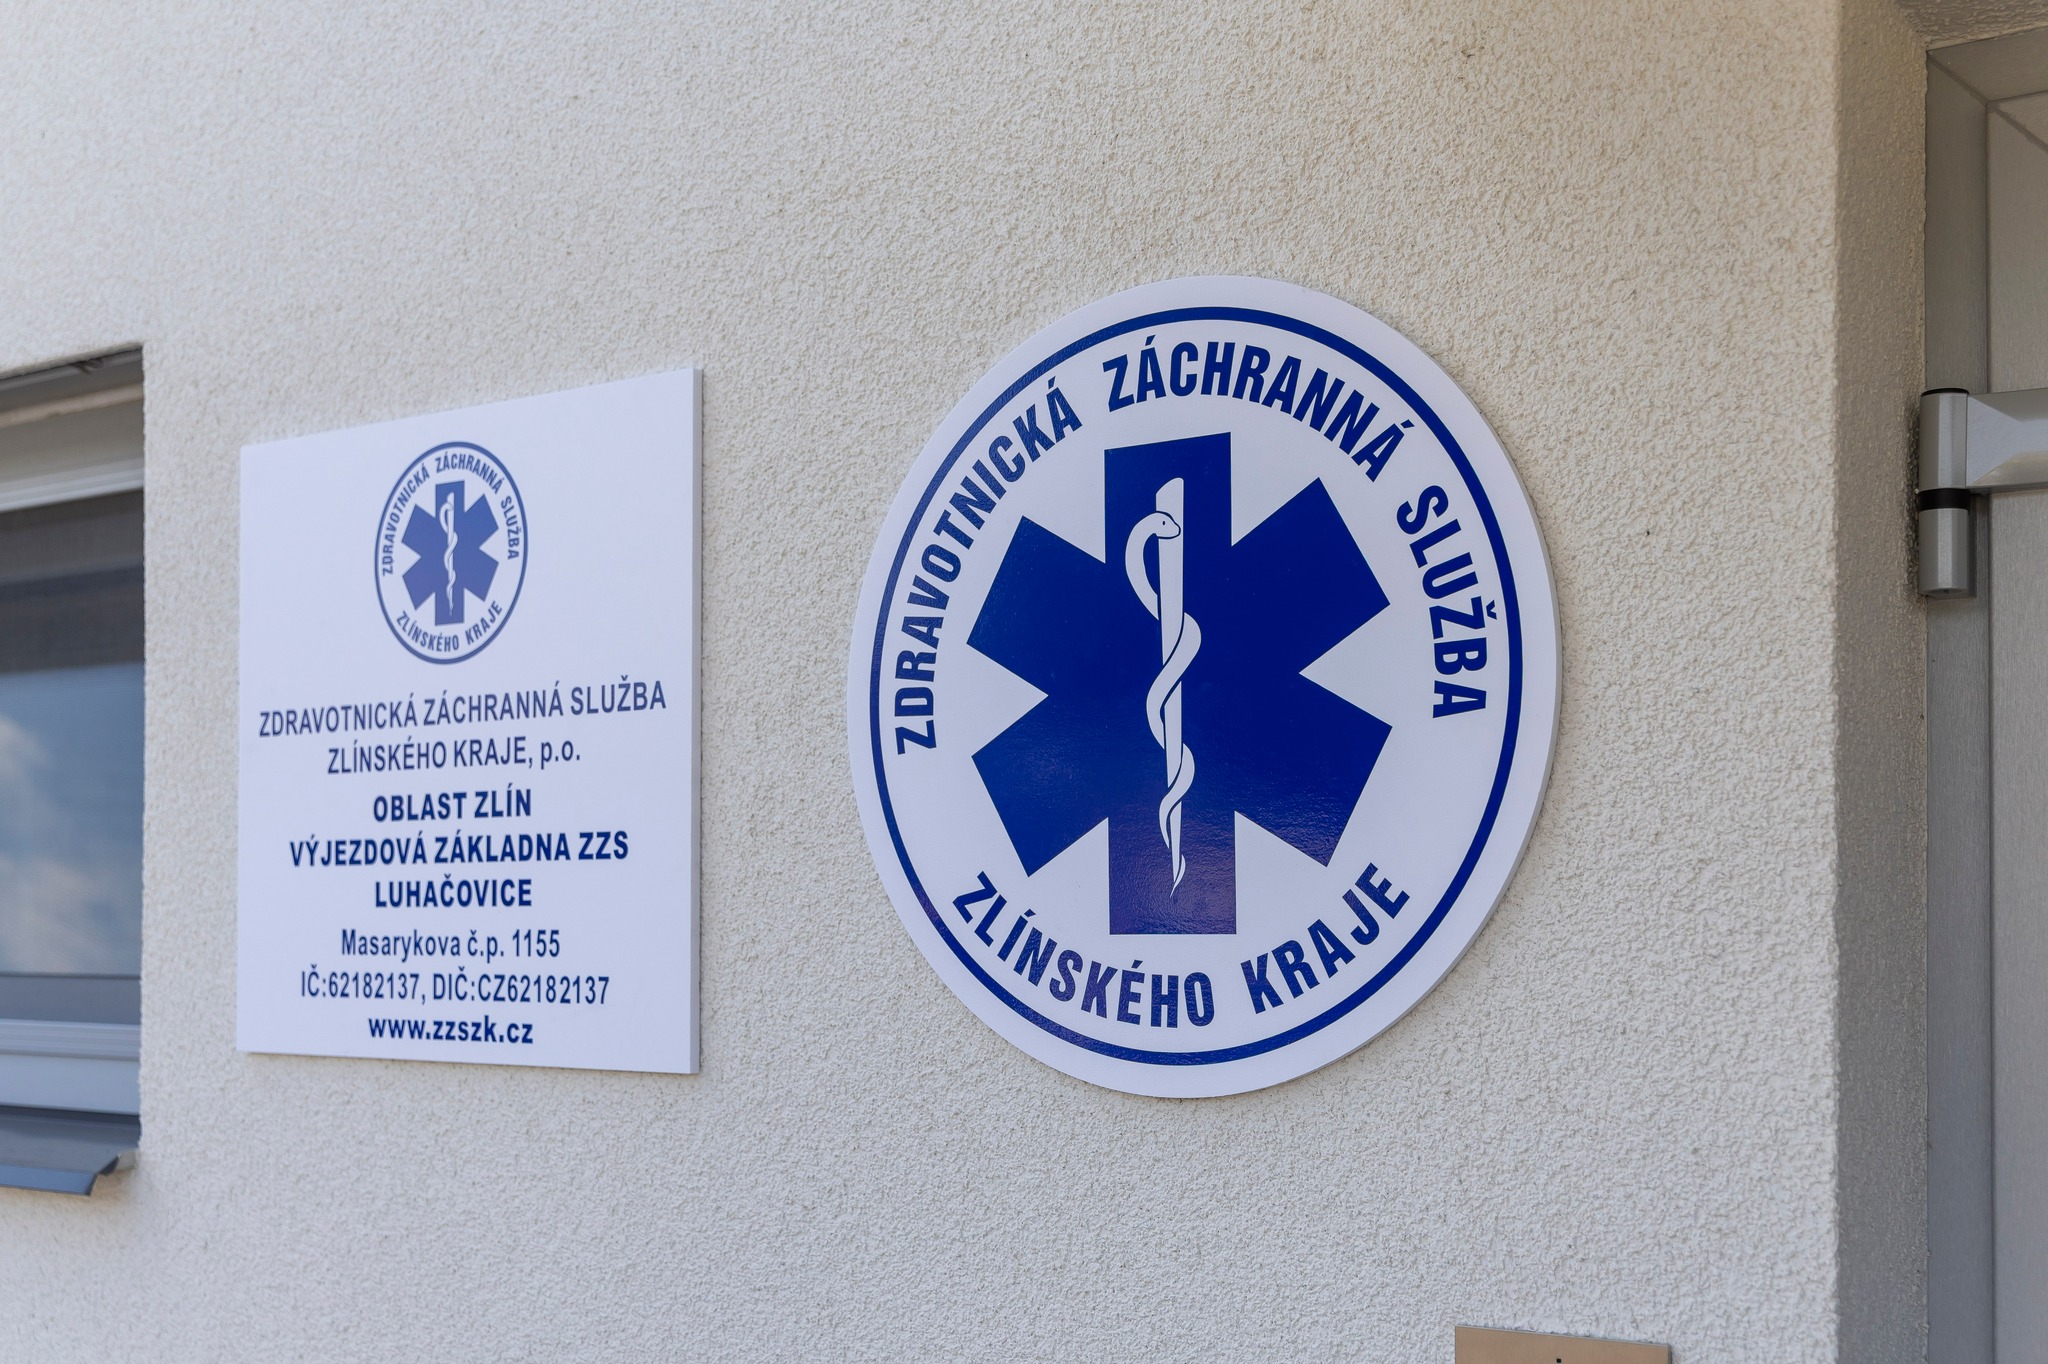 ZDRAVOTNICKÁ ZÁCHRANNÁ SLUŽBA
ZLÍNSKÉHO KRAJE
ZDRAVOTNICKÁ ZÁCHRANNÁ SLUŽBA
ZLÍNSKÉHO KRAJE, p.o.
OBLAST ZLÍN
VÝJEZDOVÁ ZÁKLADNA ZZS
LUHAČOVICE
Masarykova č.p. 1155
IČ:62182137, DIČ:CZ62182137
www.zzszk.cz
ZDRAVOTNICKÁ ZÁCHRANNÁ SLUŽBA
ZLÍNSKÉHO KRAJE